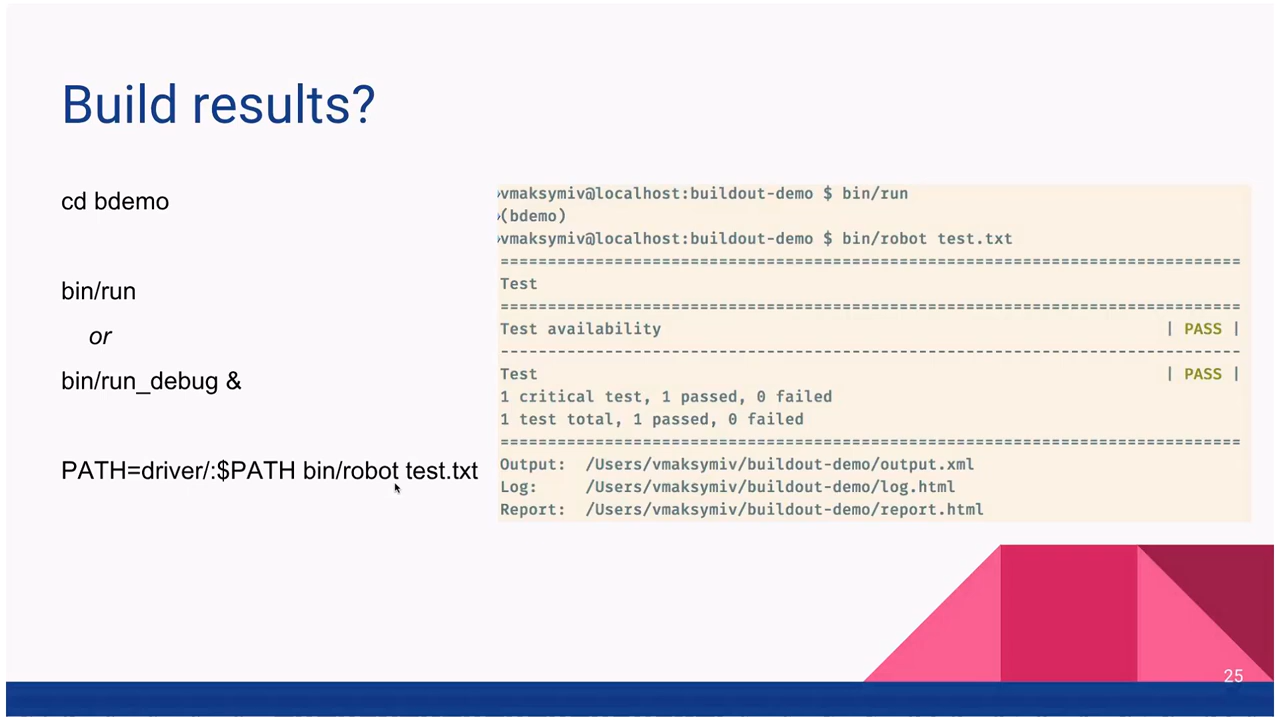 Build results?
cd bdemo
bin/run
or
bin/run_debug &
PATH=driver/:$PATH bin/robot test.txt
vmaksymiv@localhost:buildout-demo $ bin/run
(bdemo)
vmaksymiv@localhost:buildout-demo $ bin/robot test.txt
==============================================================================
Test
==============================================================================
Test availability | PASS |
------------------------------------------------------------------------------
Test | PASS |
1 critical test, 1 passed, 0 failed
1 test total, 1 passed, 0 failed
==============================================================================
Output: /Users/vmaksymiv/buildout-demo/output.xml
Log: /Users/vmaksymiv/buildout-demo/log.html
Report: /Users/vmaksymiv/buildout-demo/report.html
25